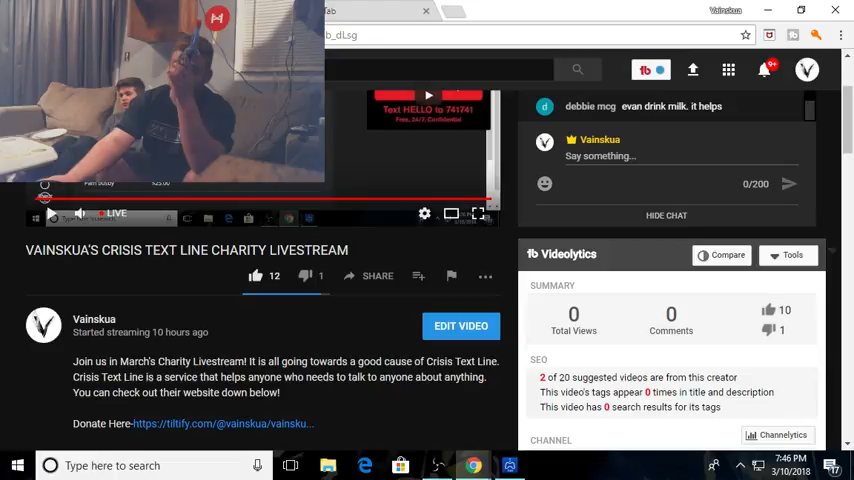 Tab
Vainskua
b_dLsg
Text HELLO to 741741
Free, 24/7, Confidential
debbie mcg evan drink milk. it helps
Vainskua
Say something...
0/200
HIDE CHAT
9+
$25.00
LIVE
VAINSKUA'S CRISIS TEXT LINE CHARITY LIVESTREAM
12 1 SHARE
Vainskua
Started streaming 10 hours ago
EDIT VIDEO
Join us in March's Charity Livestream! It is all going towards a good cause of Crisis Text Line.
Crisis Text Line is a service that helps anyone who needs to talk to anyone about anything.
You can check out their website down below!
Donate Here-https://tiltify.com/@vainskua/vainsku...
tb Videolytics Compare Tools
SUMMARY
0 0 10
Total Views Comments 1
SEO
2 of 20 suggested videos are from this creator
This video's tags appear 0 times in title and description
This video has 0 search results for its tags
CHANNEL Channelytics
Type here to search
7:46 PM
3/10/2018
17